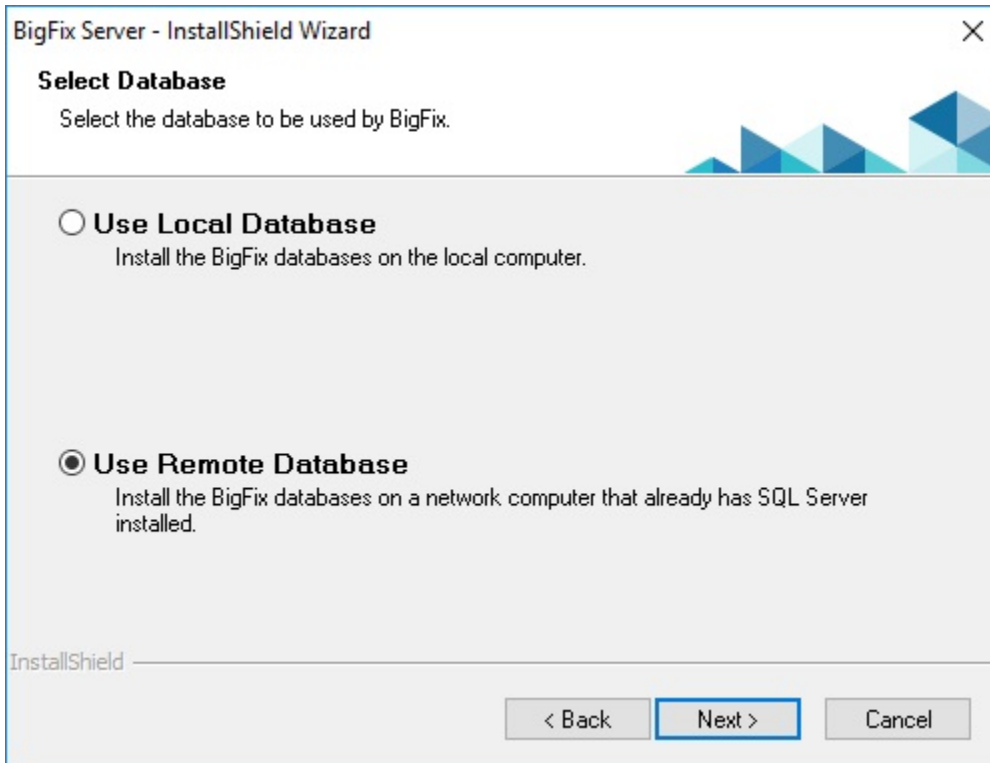 BigFix Server - InstallShield Wizard
Select Database
Select the database to be used by BigFix.
Use Local Database
Install the BigFix databases on the local computer.
Use Remote Database
Install the BigFix databases on a network computer that already has SQL Server
installed.
InstallShield
< Back
Next >
Cancel